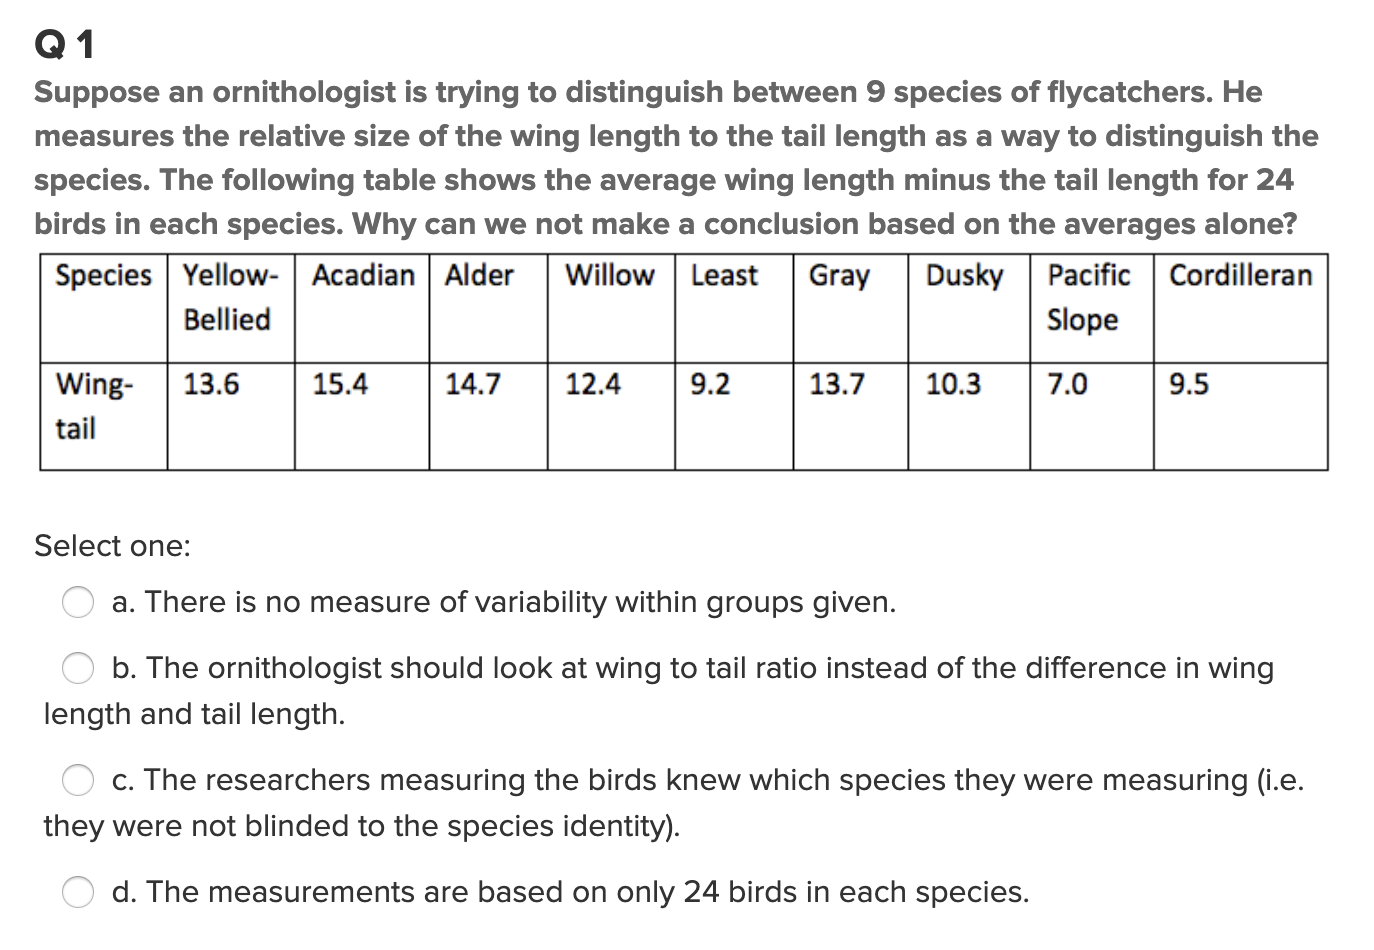 Q 1
Suppose an ornithologist is trying to distinguish between 9 species of flycatchers. He
measures the relative size of the wing length to the tail length as a way to distinguish the
species. The following table shows the average wing length minus the tail length for 24
birds in each species. Why can we not make a conclusion based on the averages alone?
Species Yellow- Acadian Alder Willow Least Gray Dusky Pacific Cordilleran
Bellied Slope
Wing- 13.6 15.4 14.7 12.4 9.2 13.7 10.3 7.0 9.5
tail
Select one:
a. There is no measure of variability within groups given.
b. The ornithologist should look at wing to tail ratio instead of the difference in wing
length and tail length.
c. The researchers measuring the birds knew which species they were measuring (i.e.
they were not blinded to the species identity).
d. The measurements are based on only 24 birds in each species.